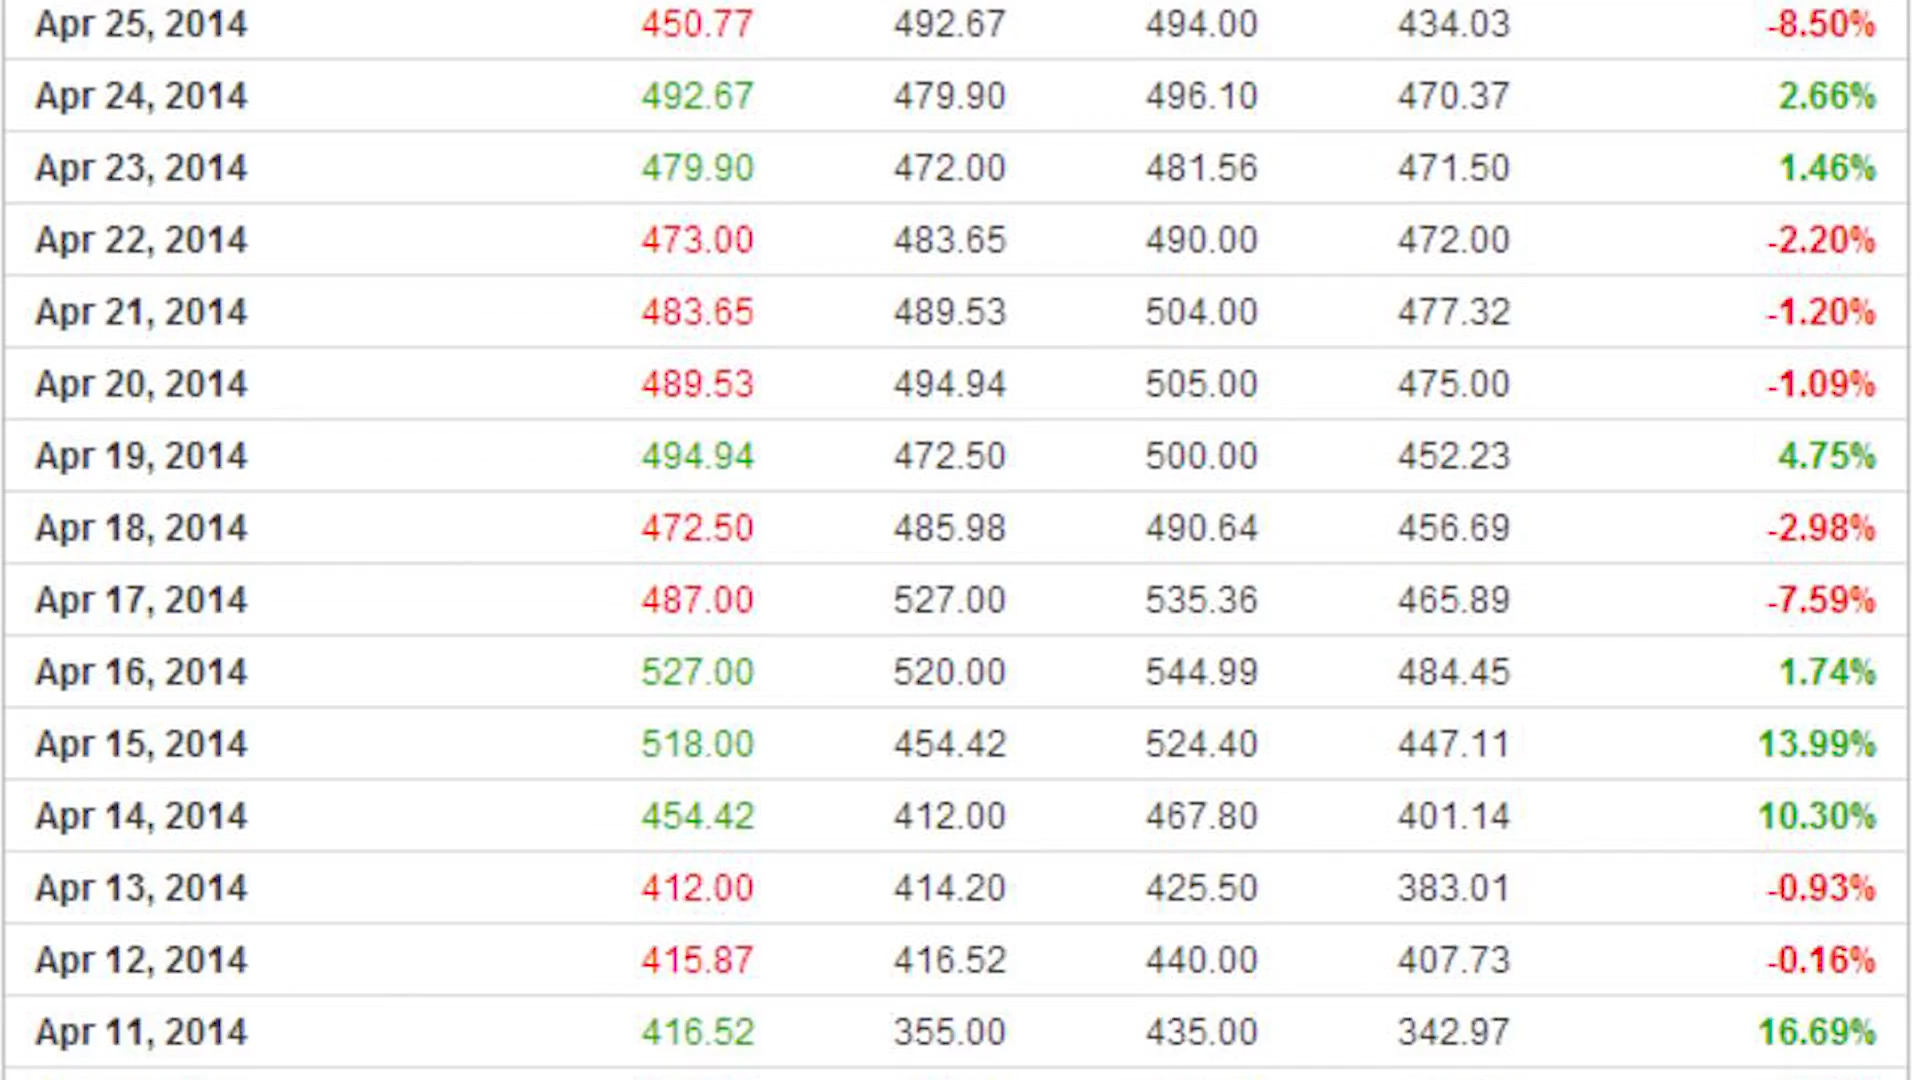 Apr 25, 2014 450.77 492.67 494.00 434.03 -8.50%
Apr 24, 2014 492.67 479.90 496.10 470.37 2.66%
Apr 23, 2014 479.90 472.00 481.56 471.50 1.46%
Apr 22, 2014 473.00 483.65 490.00 472.00 -2.20%
Apr 21, 2014 483.65 489.53 504.00 477.32 -1.20%
Apr 20, 2014 489.53 494.94 505.00 475.00 -1.09%
Apr 19, 2014 494.94 472.50 500.00 452.23 4.75%
Apr 18, 2014 472.50 485.98 490.64 456.69 -2.98%
Apr 17, 2014 487.00 527.00 535.36 465.89 -7.59%
Apr 16, 2014 527.00 520.00 544.99 484.45 1.74%
Apr 15, 2014 518.00 454.42 524.40 447.11 13.99%
Apr 14, 2014 454.42 412.00 467.80 401.14 10.30%
Apr 13, 2014 412.00 414.20 425.50 383.01 -0.93%
Apr 12, 2014 415.87 416.52 440.00 407.73 -0.16%
Apr 11, 2014 416.52 355.00 435.00 342.97 16.69%